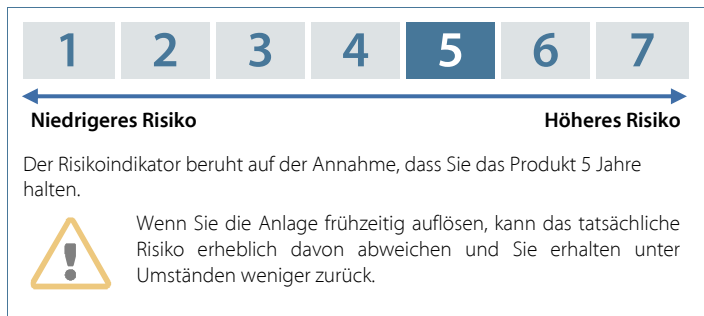 1 2 3 4 5 6 7
Niedrigeres Risiko Höheres Risiko
Der Risikoindikator beruht auf der Annahme, dass Sie das Produkt 5 Jahre
halten.
Wenn Sie die Anlage frühzeitig auflösen, kann das tatsächliche
Risiko erheblich davon abweichen und Sie erhalten unter
Umständen weniger zurück.